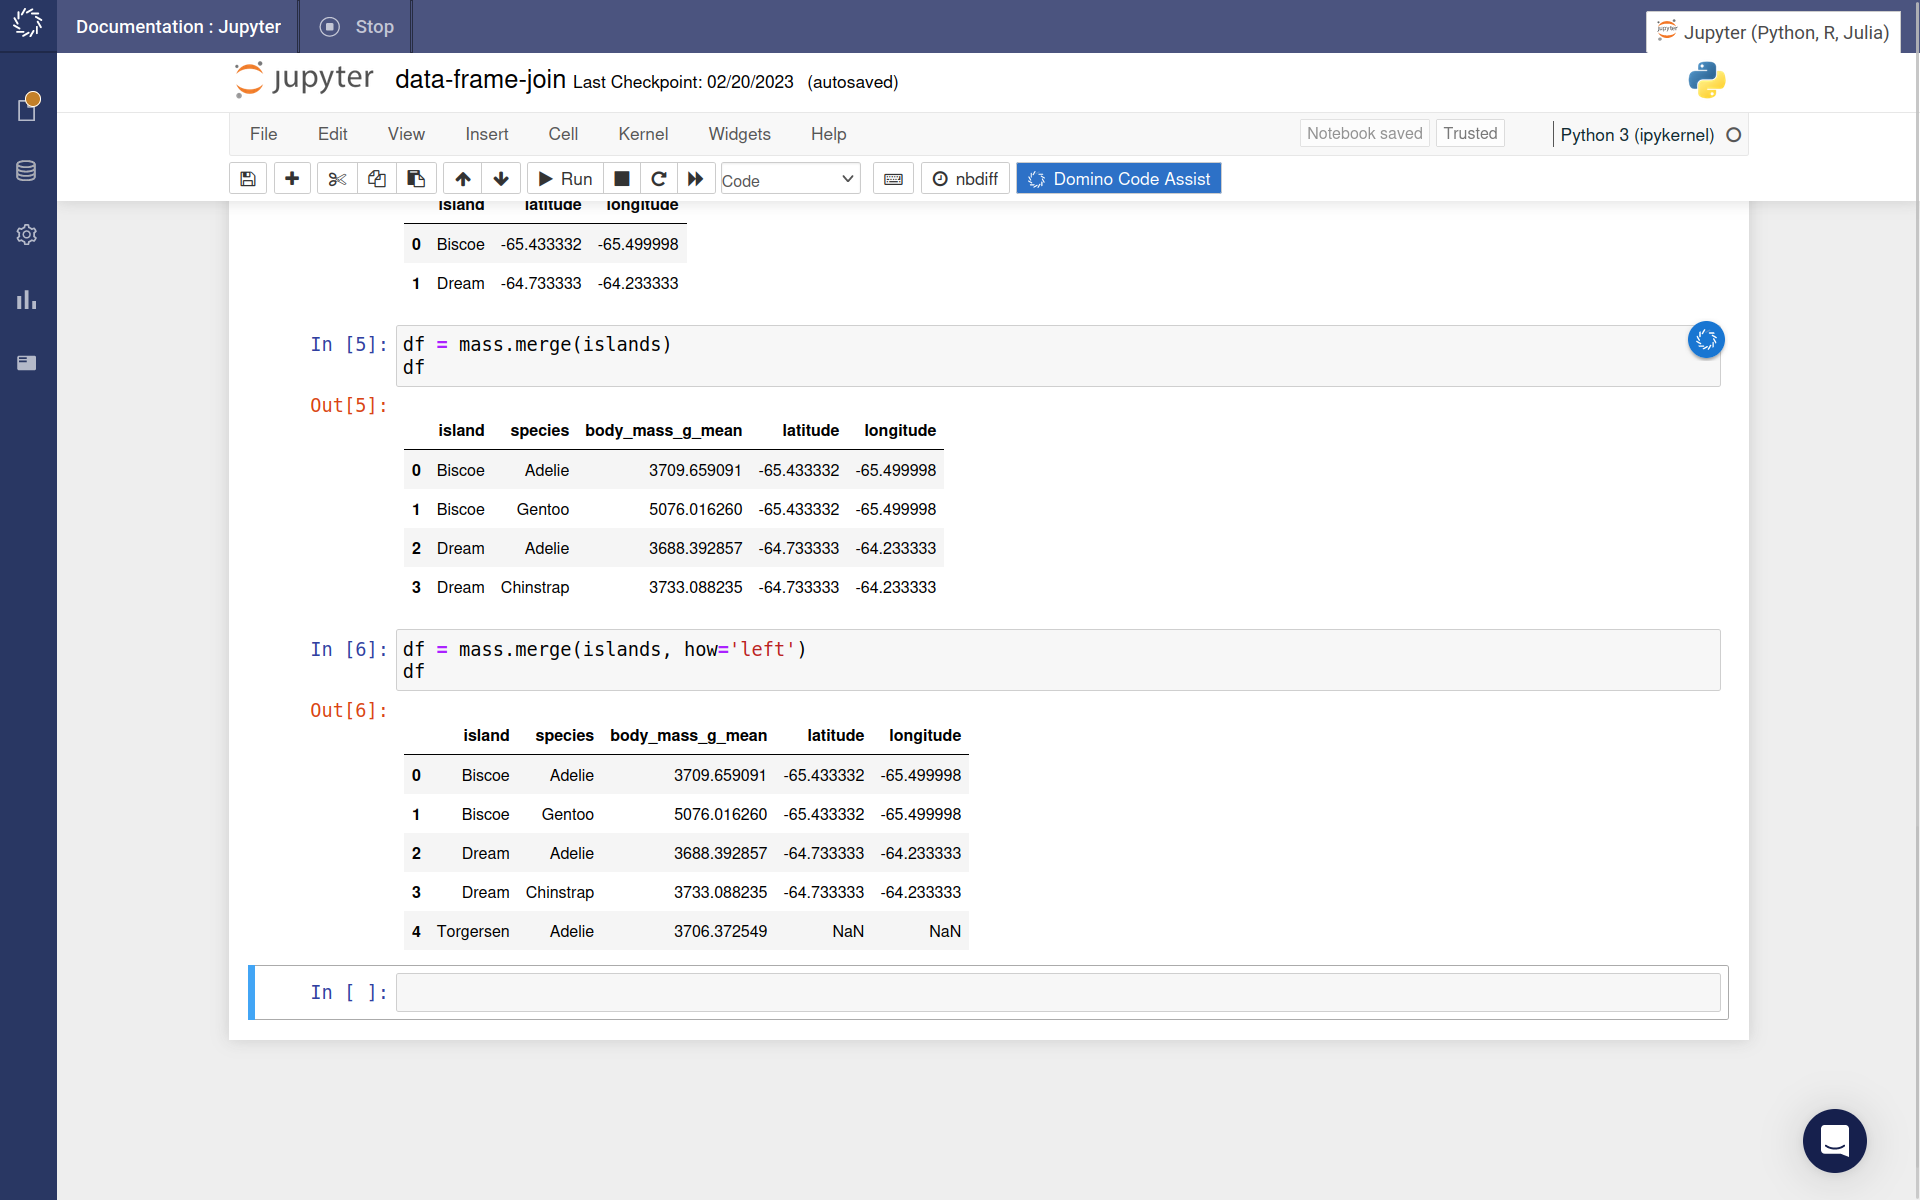 Documentation : Jupyter Stop
Jupyter (Python, R, Julia)
jupyter data-frame-join Last Checkpoint: 02/20/2023 (autosaved)
File Edit View Insert Cell Kernel Widgets Help Notebook saved Trusted Python 3 (ipykernel)
Run Code nbdiff Domino Code Assist
island latitude longitude
0 Biscoe -65.433332 -65.499998
1 Dream -64.733333 -64.233333
In [5]: df = mass.merge(islands)
df
Out[5]:
island species body_mass_g_mean latitude longitude
0 Biscoe Adelie 3709.659091 -65.433332 -65.499998
1 Biscoe Gentoo 5076.016260 -65.433332 -65.499998
2 Dream Adelie 3688.392857 -64.733333 -64.233333
3 Dream Chinstrap 3733.088235 -64.733333 -64.233333
In [6]: df = mass.merge(islands, how='left')
df
Out[6]:
island species body_mass_g_mean latitude longitude
0 Biscoe Adelie 3709.659091 -65.433332 -65.499998
1 Biscoe Gentoo 5076.016260 -65.433332 -65.499998
2 Dream Adelie 3688.392857 -64.733333 -64.233333
3 Dream Chinstrap 3733.088235 -64.733333 -64.233333
4 Torgersen Adelie 3706.372549 NaN NaN
In [ ]: